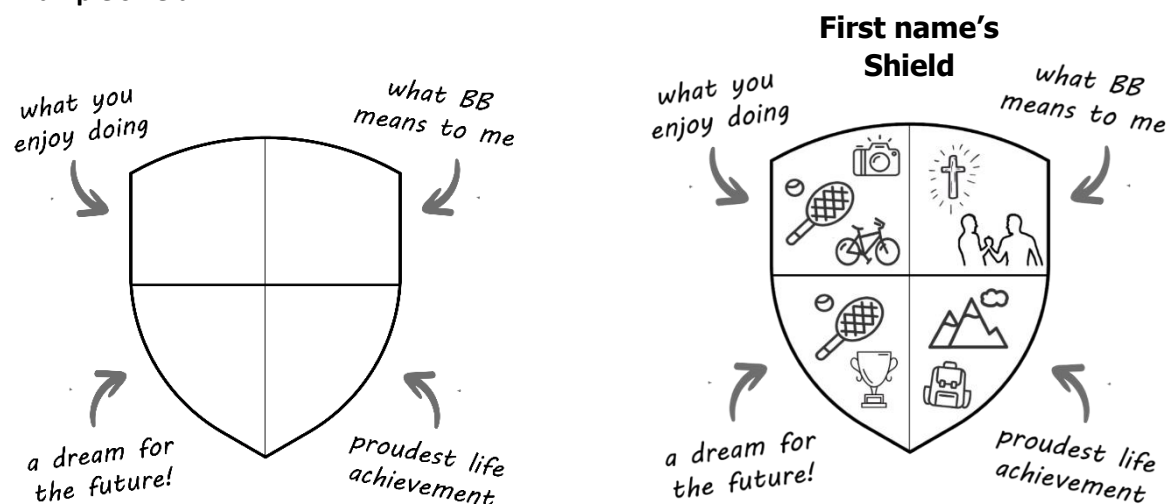 First name's
Shield
what you
enjoy doing
what BB
means to me
a dream for
the future!
proudest life
achievement
what you
enjoy doing
what BB
means to me
a dream for
the future!
proudest life
achievement